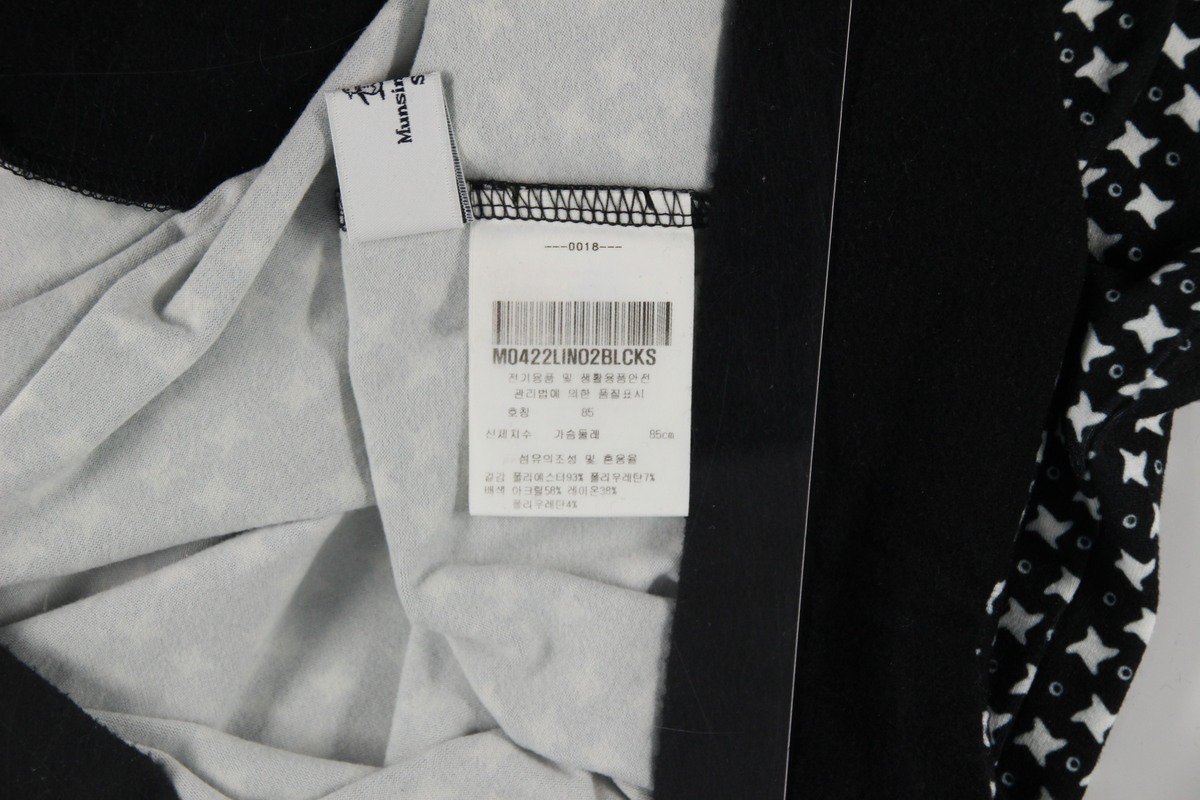 Munsin
S
---0018---
M0422LIN02BLCKS
전기용품 및 생활용품안전
관리법에 의한 품질표시
호칭 85
신체치수 가슴둘레 85cm
섬유의조성 및 혼용율
겉감 폴리에스터93% 폴리우레탄7%
배색 아크릴58% 레이온38%
폴리우레탄4%